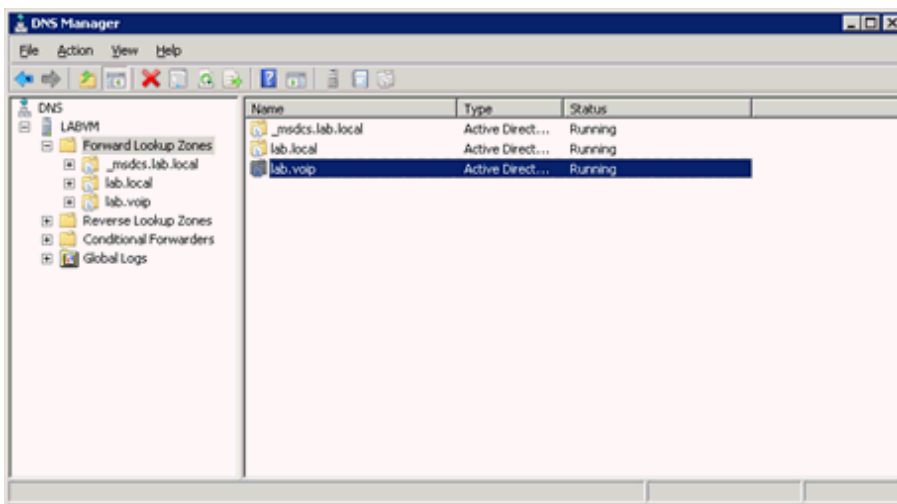 DNS Manager
File Action View Help
DNS
LABVM
Forward Lookup Zones
_msdcs.lab.local
lab.local
lab.voip
Reverse Lookup Zones
Conditional Forwarders
Global Logs
Name Type Status
_msdcs.lab.local Active Direct... Running
lab.local Active Direct... Running
lab.voip Active Direct... Running